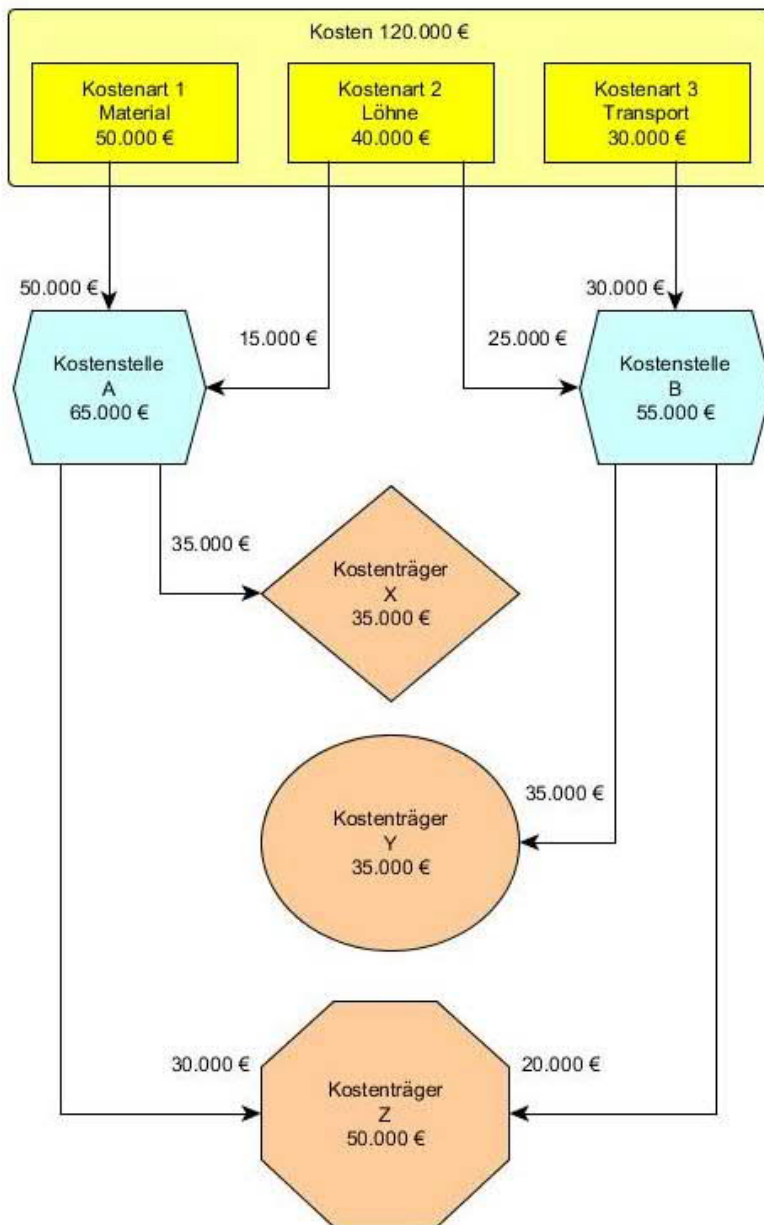 Kosten 120.000 €
Kostenart 1
Material
50.000 €
Kostenart 2
Löhne
40.000 €
Kostenart 3
Transport
30.000 €
50.000 €
15.000 €
25.000 €
30.000 €
Kostenstelle
A
65.000 €
Kostenstelle
B
55.000 €
35.000 €
Kostenträger
X
35.000 €
35.000 €
Kostenträger
Y
35.000 €
30.000 €
20.000 €
Kostenträger
Z
50.000 €